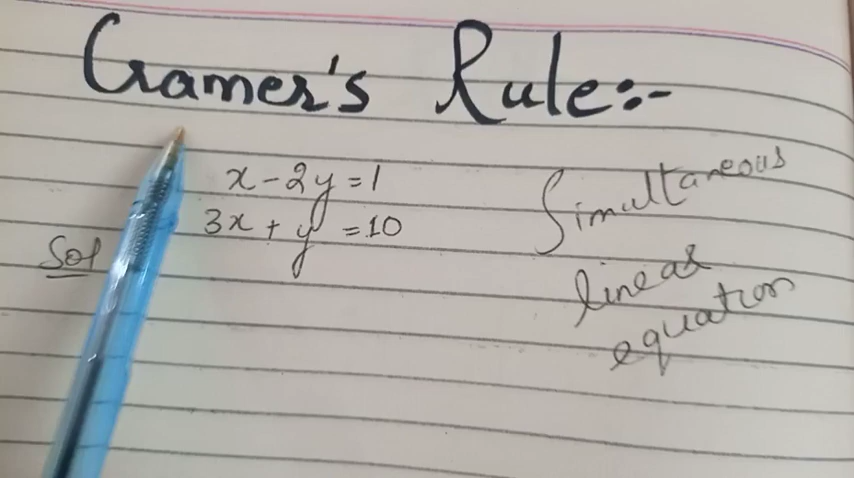 Cramer's Rule:-
x - 2y = 1
3x + y = 10
Sol
Simultaneous
linear
equation